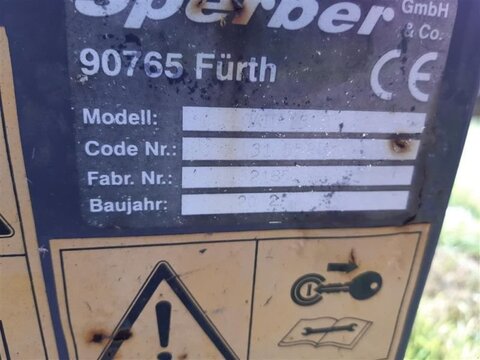 Sperber GmbH
& Co.
90765 Fürth CE
Modell:
Code Nr.:
Fabr. Nr.:
Baujahr: